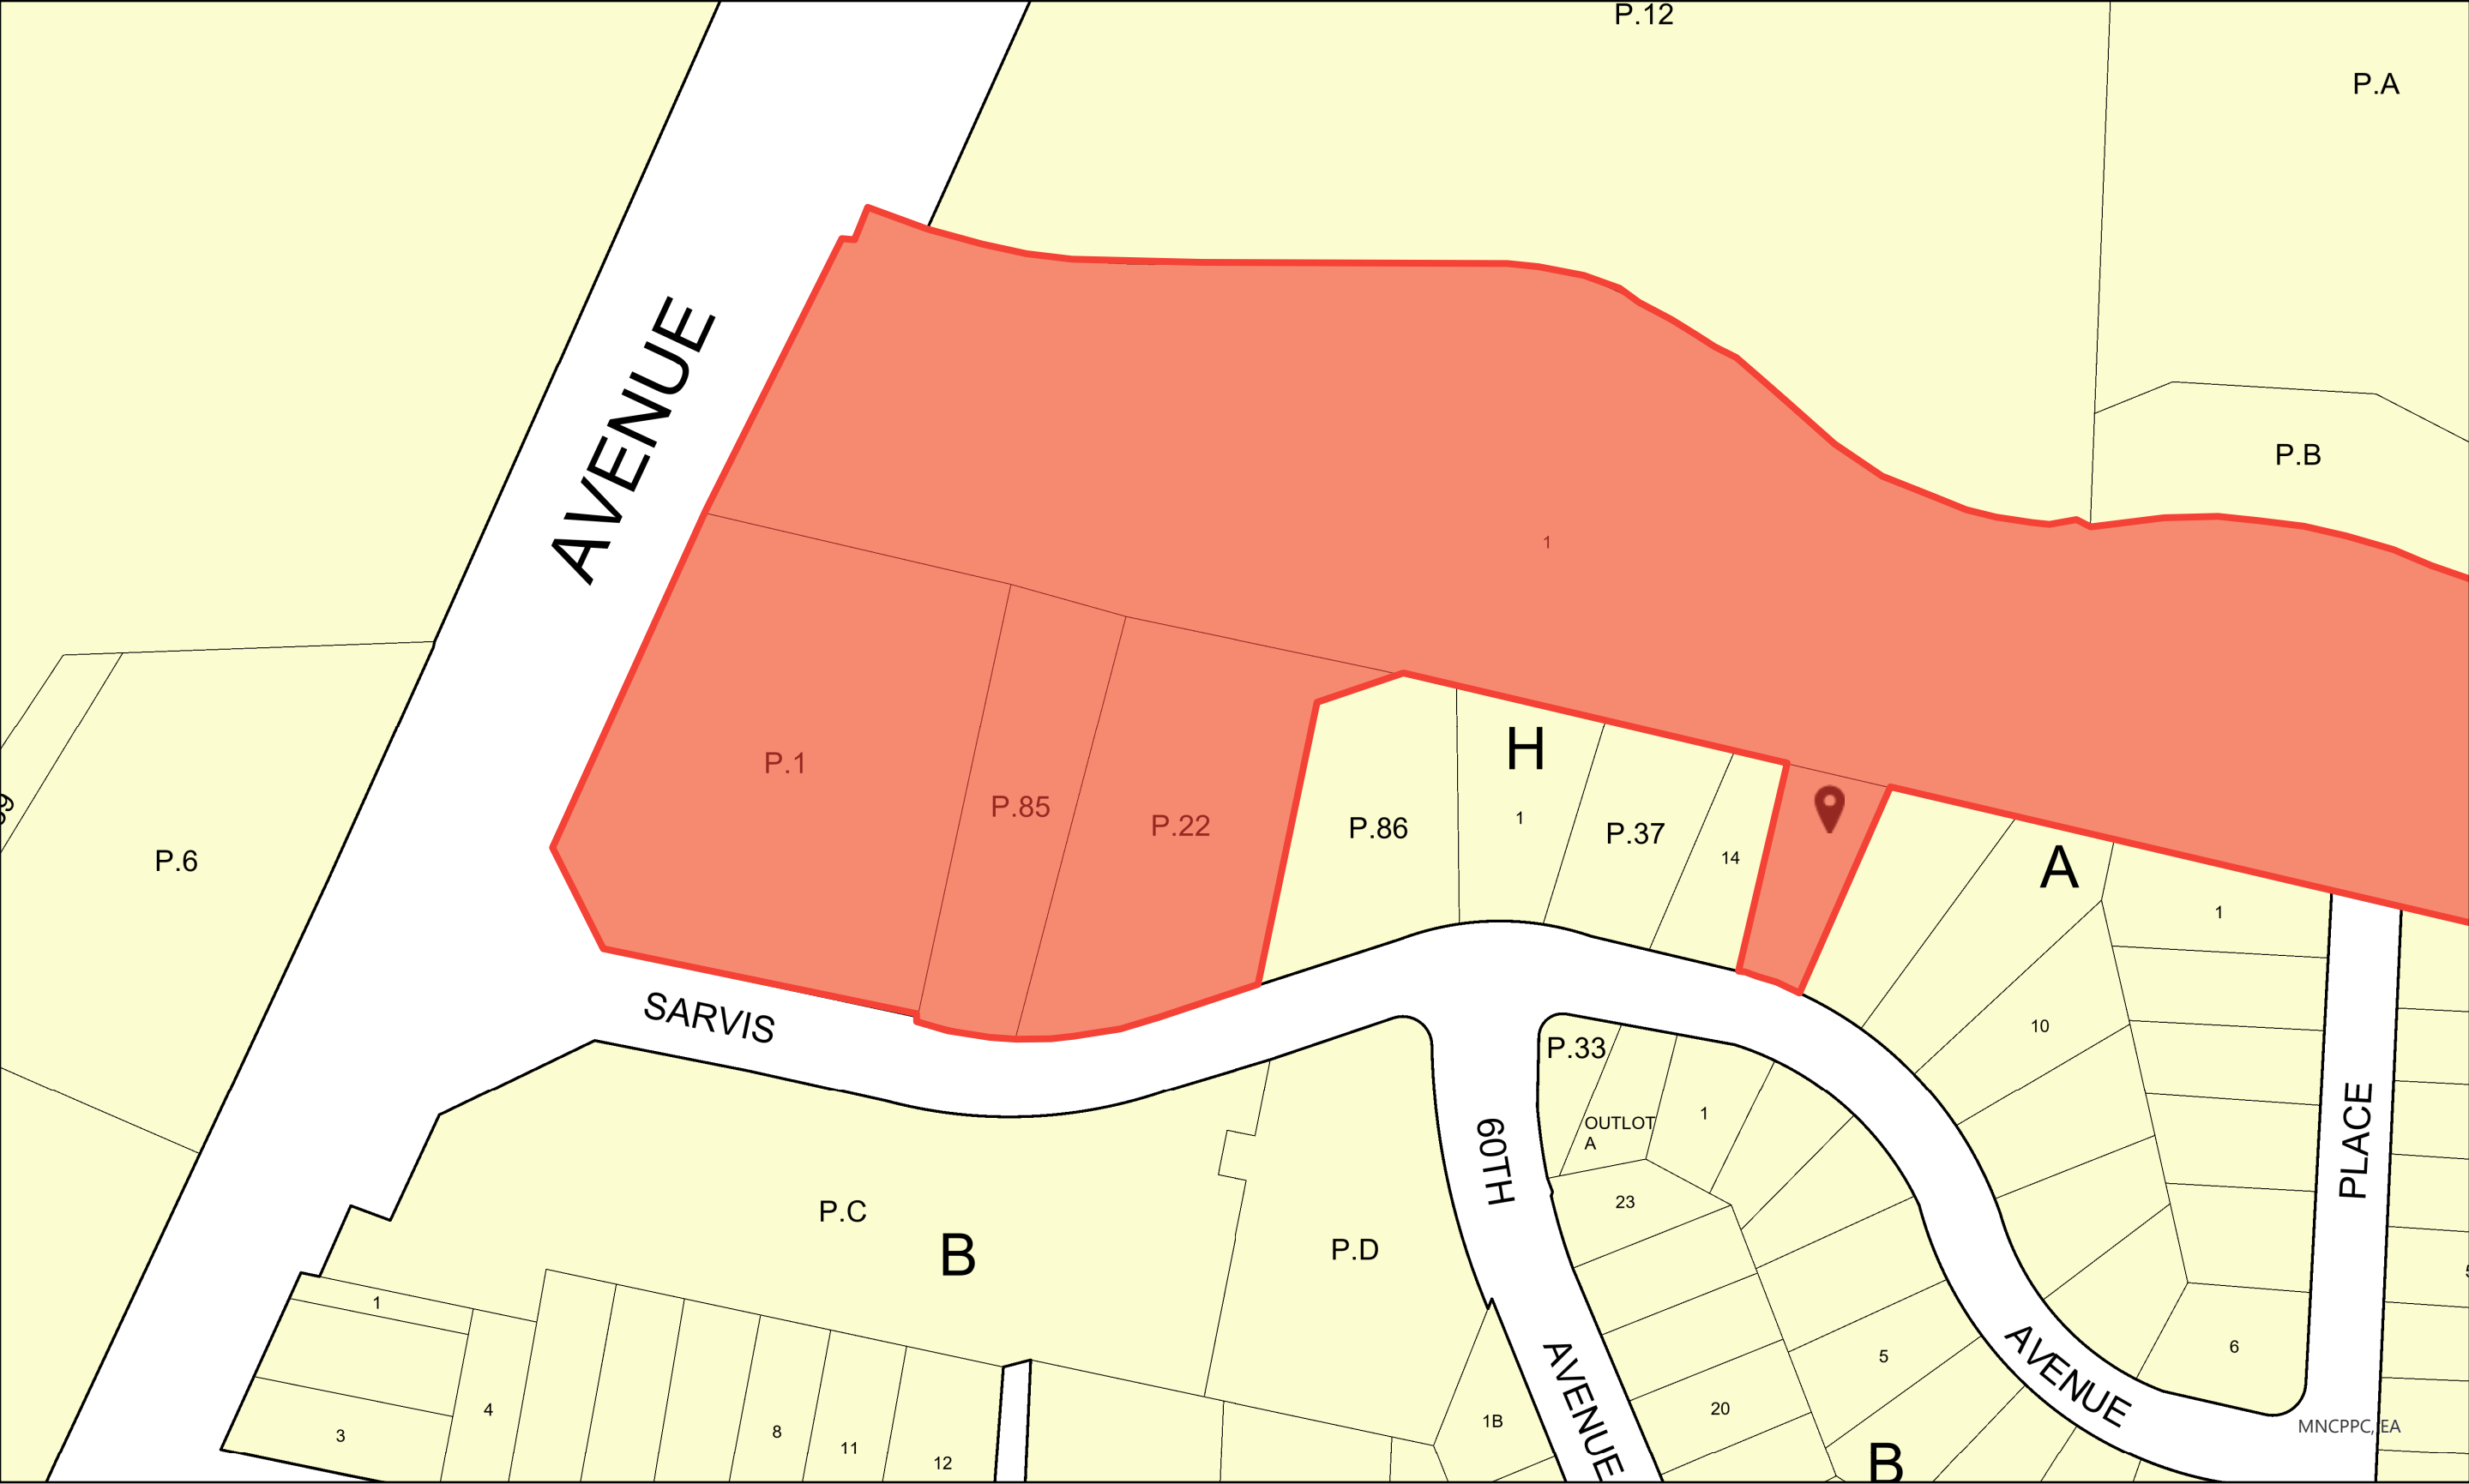 P.12
P.A
AVENUE
P.B
1
P.1
P.85
P.22
P.86
H
1
P.37
14
A
1
P.6
10
SARVIS
P.33
OUTLOT
A
1
60TH
PLACE
23
P.C
B
P.D
1
4
3
8
11
12
1B
AVENUE
20
5
B
AVENUE
6
MNCPPC, EA